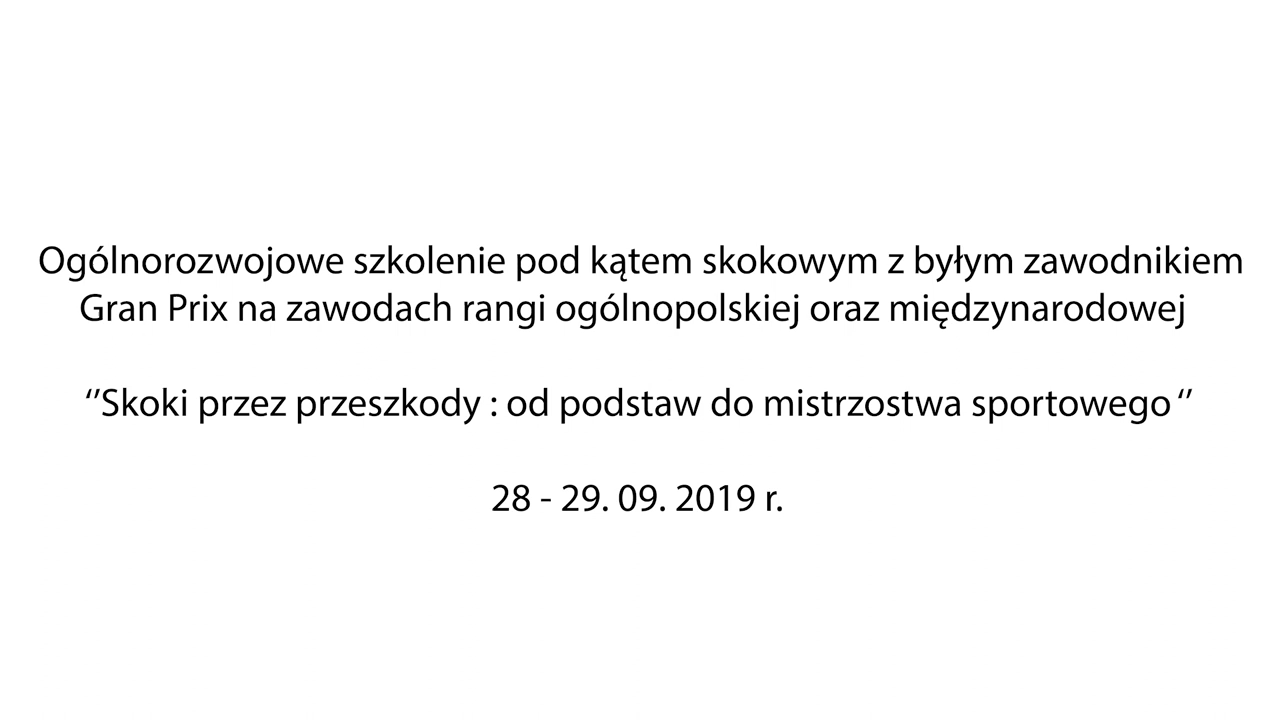 Ogólnorozwojowe szkolenie pod kątem skokowym z byłym zawodnikiem
Gran Prix na zawodach rangi ogólnopolskiej oraz międzynarodowej
‘’Skoki przez przeszkody : od podstaw do mistrzostwa sportowego ‘’
28 - 29. 09. 2019 r.